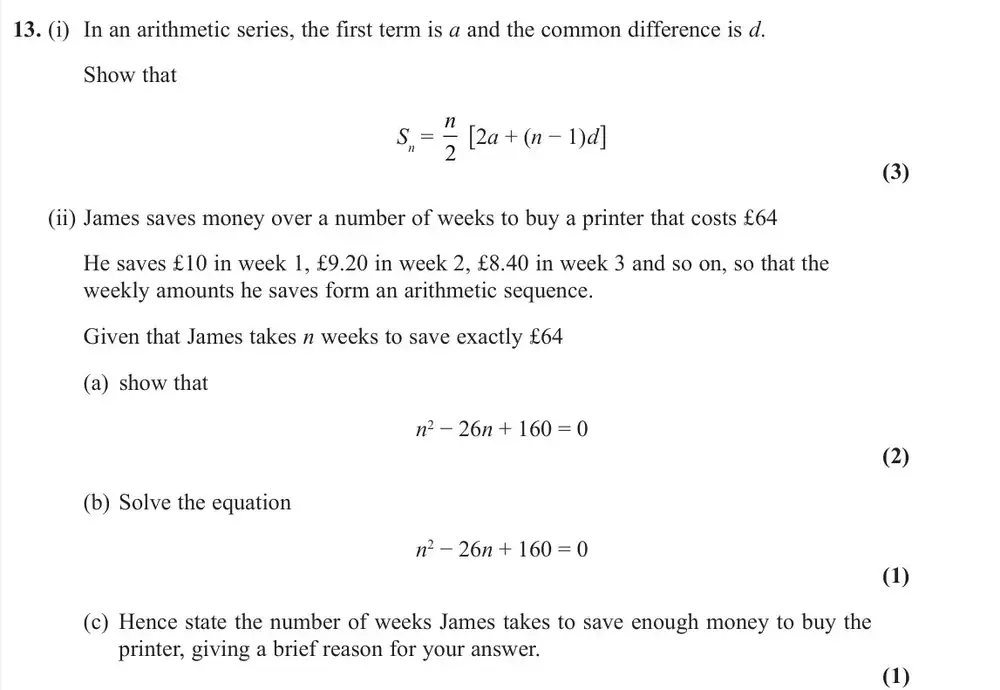 13. (i) In an arithmetic series, the first term is a and the common difference is d.
Show that
Sₙ = n/2 [2a + (n − 1)d]
(3)
(ii) James saves money over a number of weeks to buy a printer that costs £64
He saves £10 in week 1, £9.20 in week 2, £8.40 in week 3 and so on, so that the
weekly amounts he saves form an arithmetic sequence.
Given that James takes n weeks to save exactly £64
(a) show that
n² − 26n + 160 = 0
(2)
(b) Solve the equation
n² − 26n + 160 = 0
(1)
(c) Hence state the number of weeks James takes to save enough money to buy the
printer, giving a brief reason for your answer.
(1)